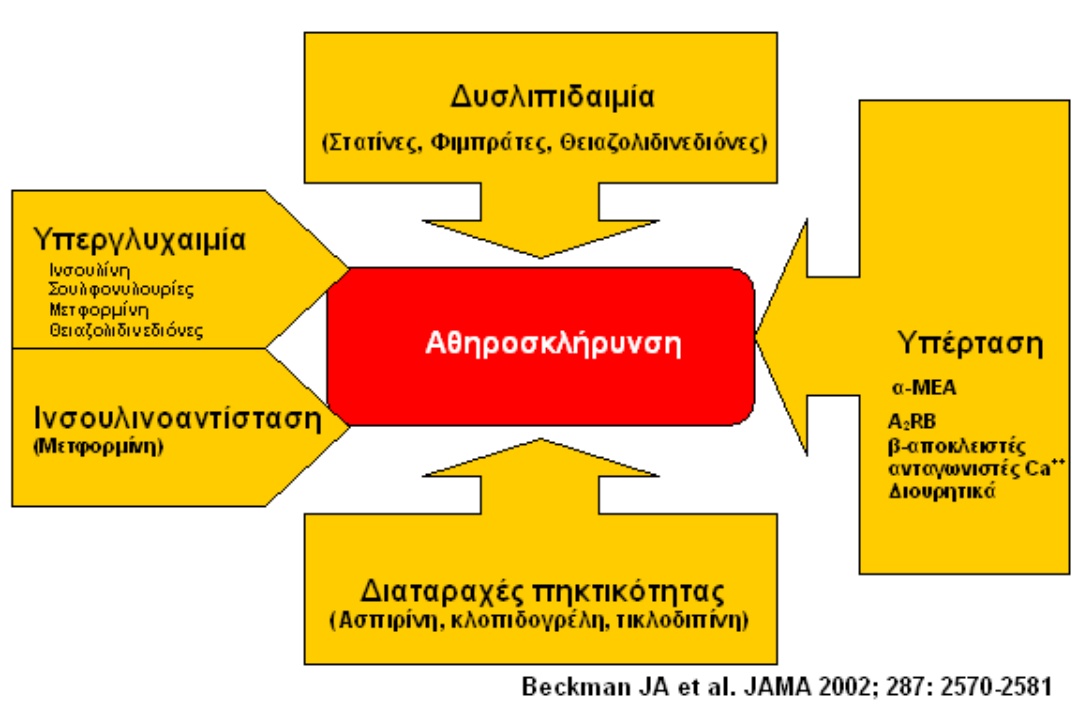 Δυσλιπιδαιμία
(Στατίνες, Φιμπράτες, Θειαζολιδινεδιόνες)
Υπεργλυχαιμία
Ινσουλίνη
Σουλφονυλουρίες
Μετφορμίνη
Θειαζολιδινεδιόνες
Ινσουλινοαντίσταση
(Μετφορμίνη)
Αθηροσκλήρυνση
Υπέρταση
α-ΜΕΑ
A₂RB
β-αποκλειστές
ανταγωνιστές Ca⁺⁺
Διουρητικά
Διαταραχές πηκτικότητας
(Ασπιρίνη, κλοπιδογρέλη, τικλοδιπίνη)
Beckman JA et al. JAMA 2002; 287: 2570-2581